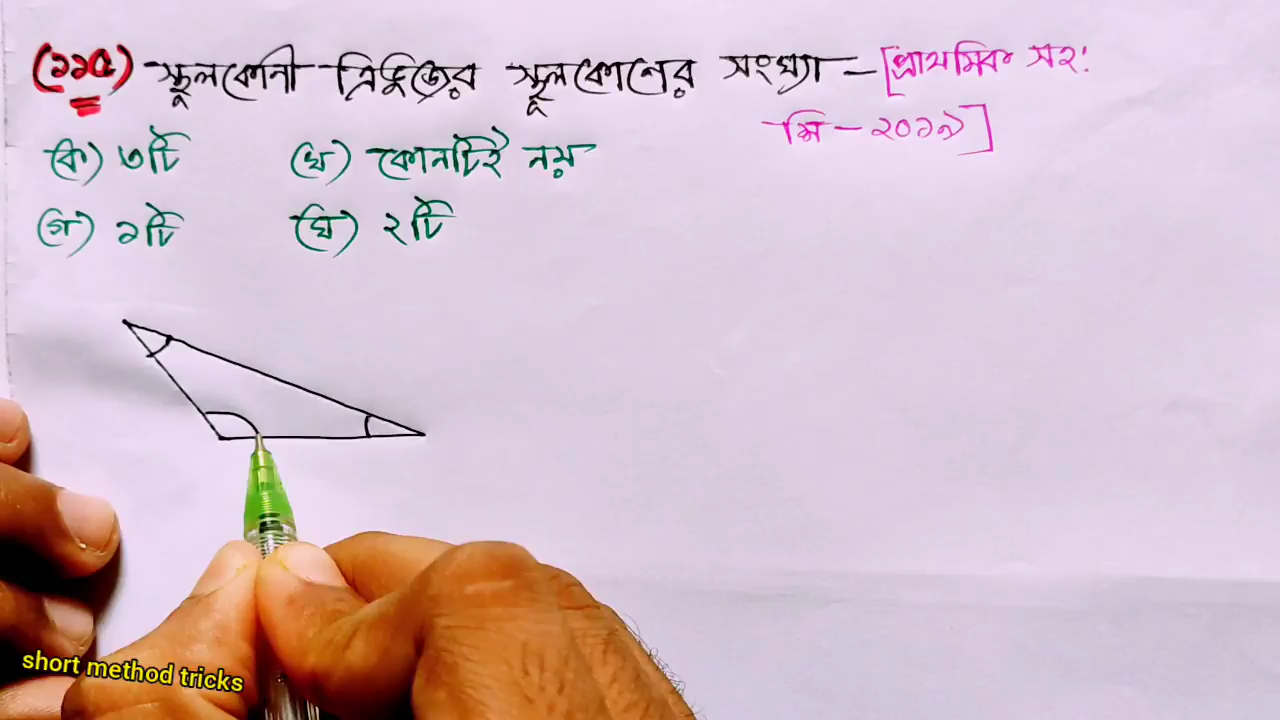 (১১৫) স্থূলকোনী ত্রিভুজের স্থূলকোণের সংখ্যা – [প্রাথমিক সহ:
শি – ২০১৯]
(ক) ৩টি (খ) কোনটিই নয়
(গ) ১টি (ঘ) ২টি
short method tricks